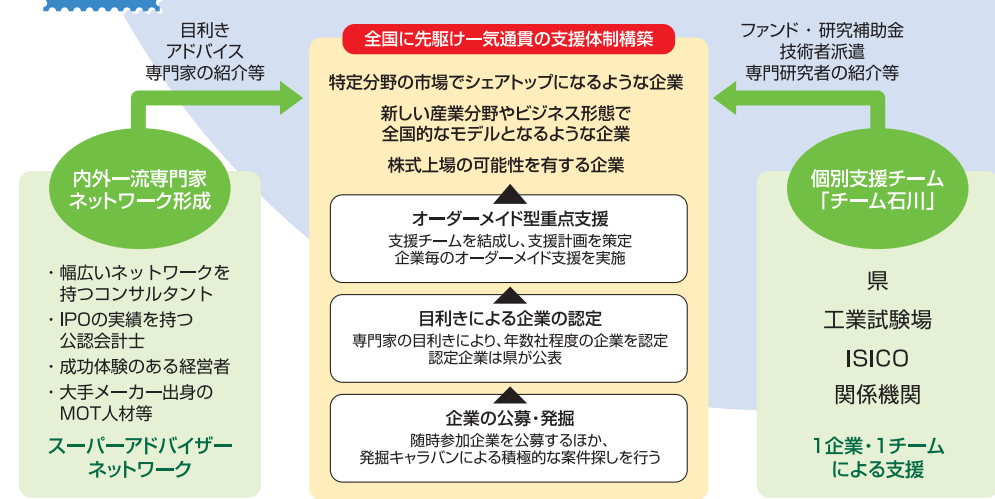 目利き
アドバイス
専門家の紹介等
内外一流専門家
ネットワーク形成
・幅広いネットワークを
持つコンサルタント
・IPOの実績を持つ
公認会計士
・成功体験のある経営者
・大手メーカー出身の
MOT人材等
スーパーアドバイザー
ネットワーク
全国に先駆け一気通貫の支援体制構築
特定分野の市場でシェアトップになるような企業
新しい産業分野やビジネス形態で
全国的なモデルとなるような企業
株式上場の可能性を有する企業
オーダーメイド型重点支援
支援チームを結成し、支援計画を策定
企業毎のオーダーメイド支援を実施
目利きによる企業の認定
専門家の目利きにより、年数社程度の企業を認定
認定企業は県が公表
企業の公募・発掘
随時参加企業を公募するほか、
発掘キャラバンによる積極的な案件探しを行う
ファンド・研究補助金
技術者派遣
専門研究者の紹介等
個別支援チーム
「チーム石川」
県
工業試験場
ISICO
関係機関
1企業・1チーム
による支援